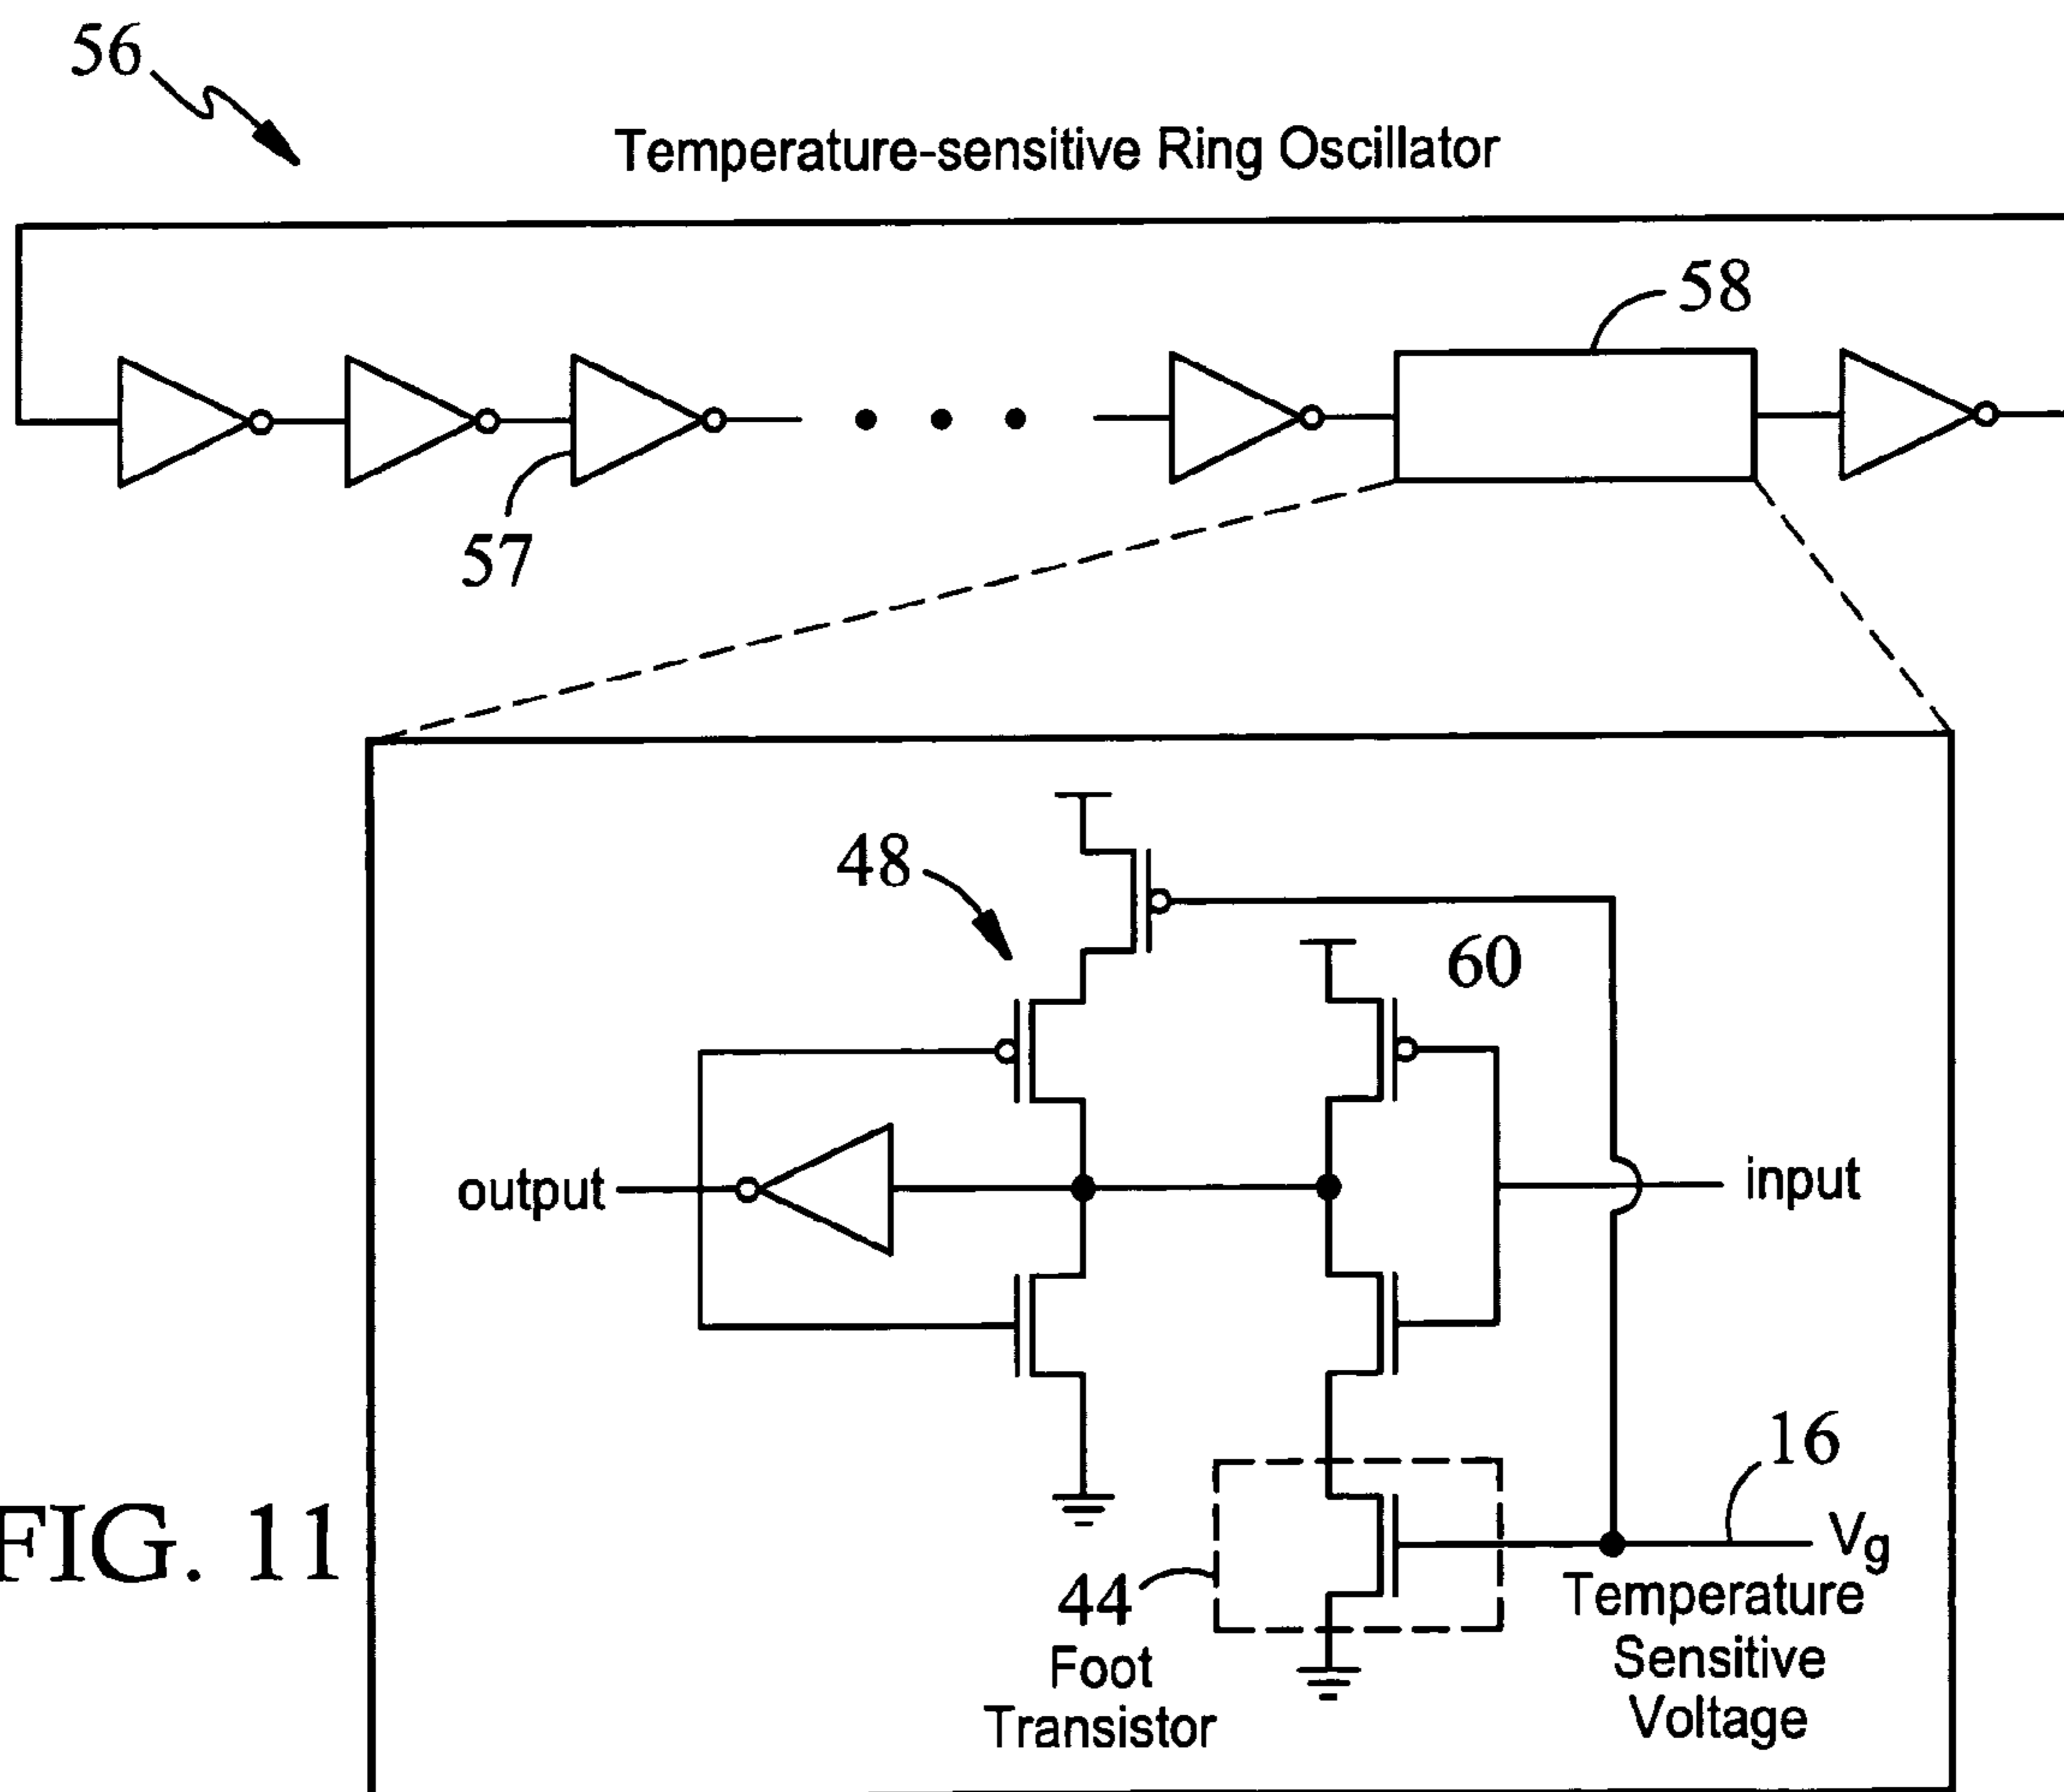 56
Temperature-sensitive Ring Oscillator
58
57
48
60
output
input
16
Vg
FIG. 11
44
Foot
Transistor
Temperature
Sensitive
Voltage